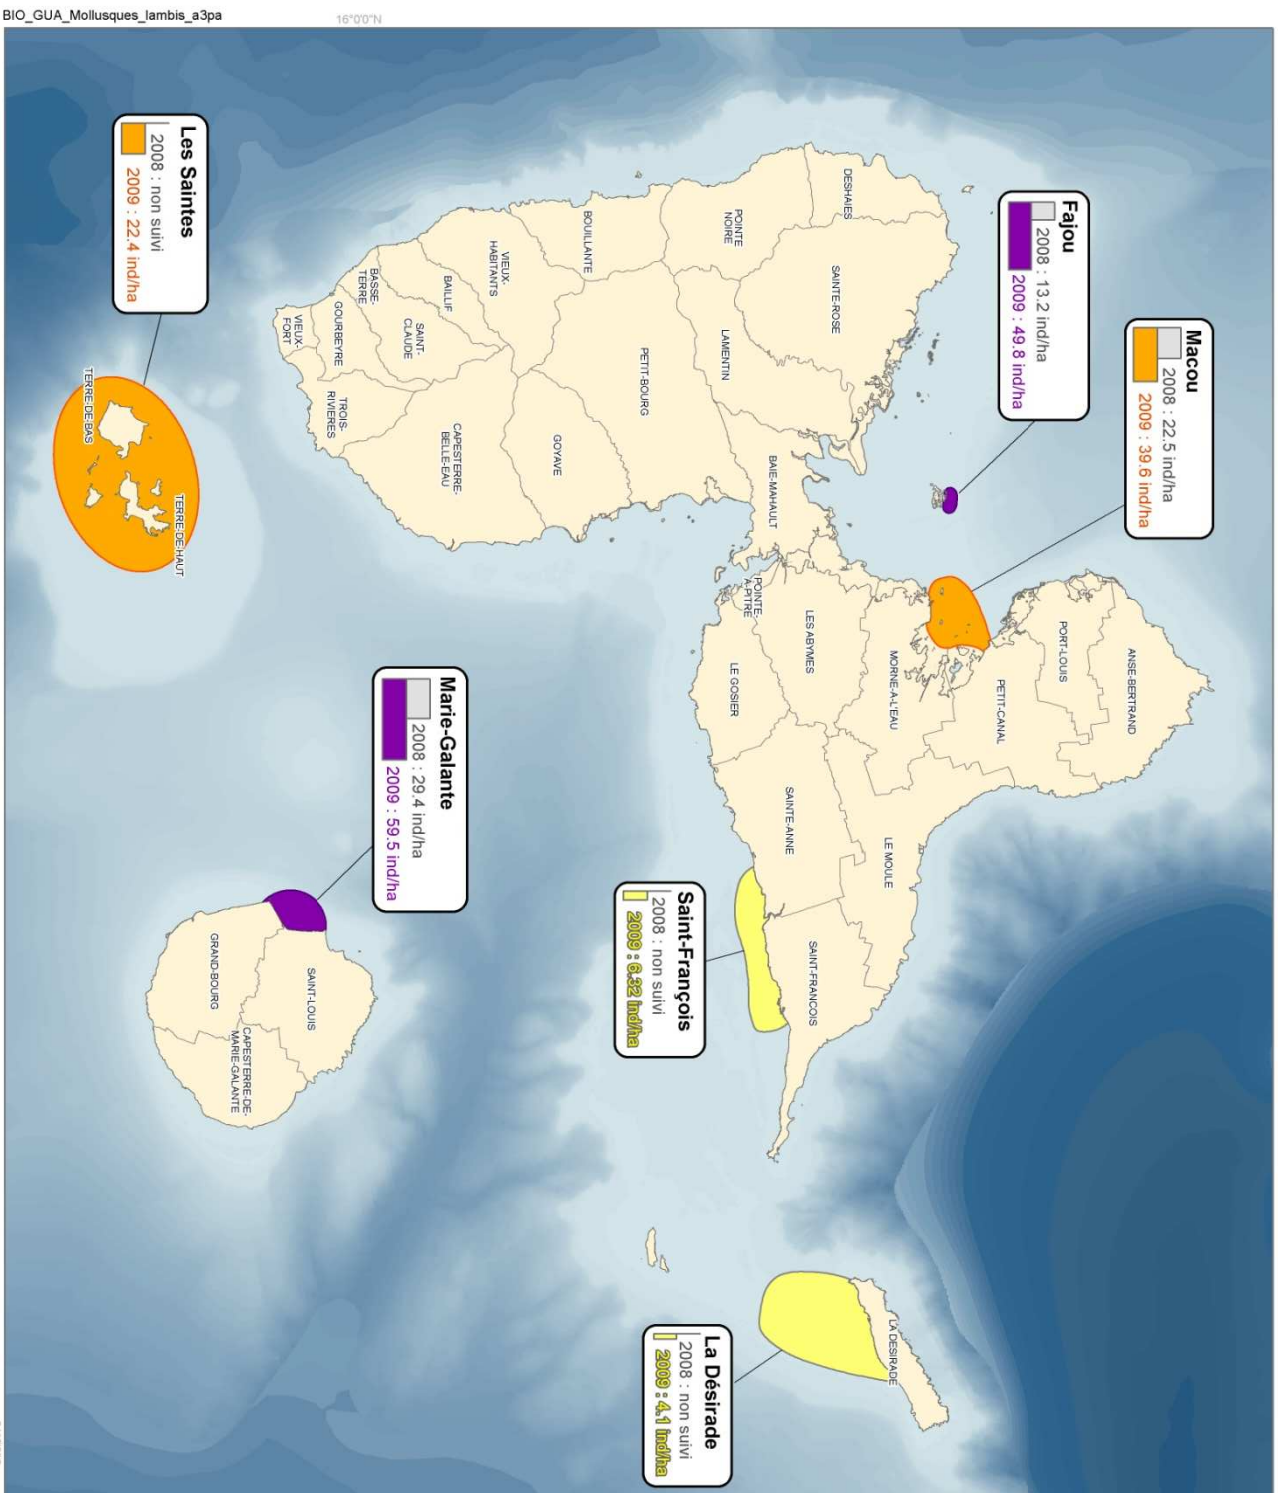 BIO_GUA_Mollusques_lambis_a3pa
16°0'0"N
Macou
2008 : 22.5 ind/ha
2009 : 39.6 ind/ha
Fajou
2008 : 13.2 ind/ha
2009 : 49.8 ind/ha
Les Saintes
2008 : non suivi
2009 : 22.4 ind/ha
Marie-Galante
2008 : 29.4 ind/ha
2009 : 59.5 ind/ha
Saint-François
2008 : non suivi
2009 : 6.32 ind/ha
La Désirade
2008 : non suivi
2009 : 4.1 ind/ha
ANSE-BERTRAND
PORT-LOUIS
PETIT-CANAL
MORNE-A-L'EAU
LE MOULE
LES ABYMES
POINTE-
A-PITRE
LE GOSIER
SAINTE-ANNE
SAINT-FRANCOIS
LA DESIRADE
DESHAIES
SAINTE-ROSE
POINTE
NOIRE
LAMENTIN
BAIE-MAHAULT
BOUILLANTE
PETIT-BOURG
VIEUX-
HABITANTS
GOYAVE
BAILLIF
SAINT-
CLAUDE
BASSE-
TERRE
GOURBEYRE
CAPESTERRE-
BELLE-EAU
VIEUX-
FORT
TROIS-
RIVIERES
TERRE-DE-HAUT
TERRE-DE-BAS
SAINT-LOUIS
GRAND-BOURG
CAPESTERRE-DE-
MARIE-GALANTE